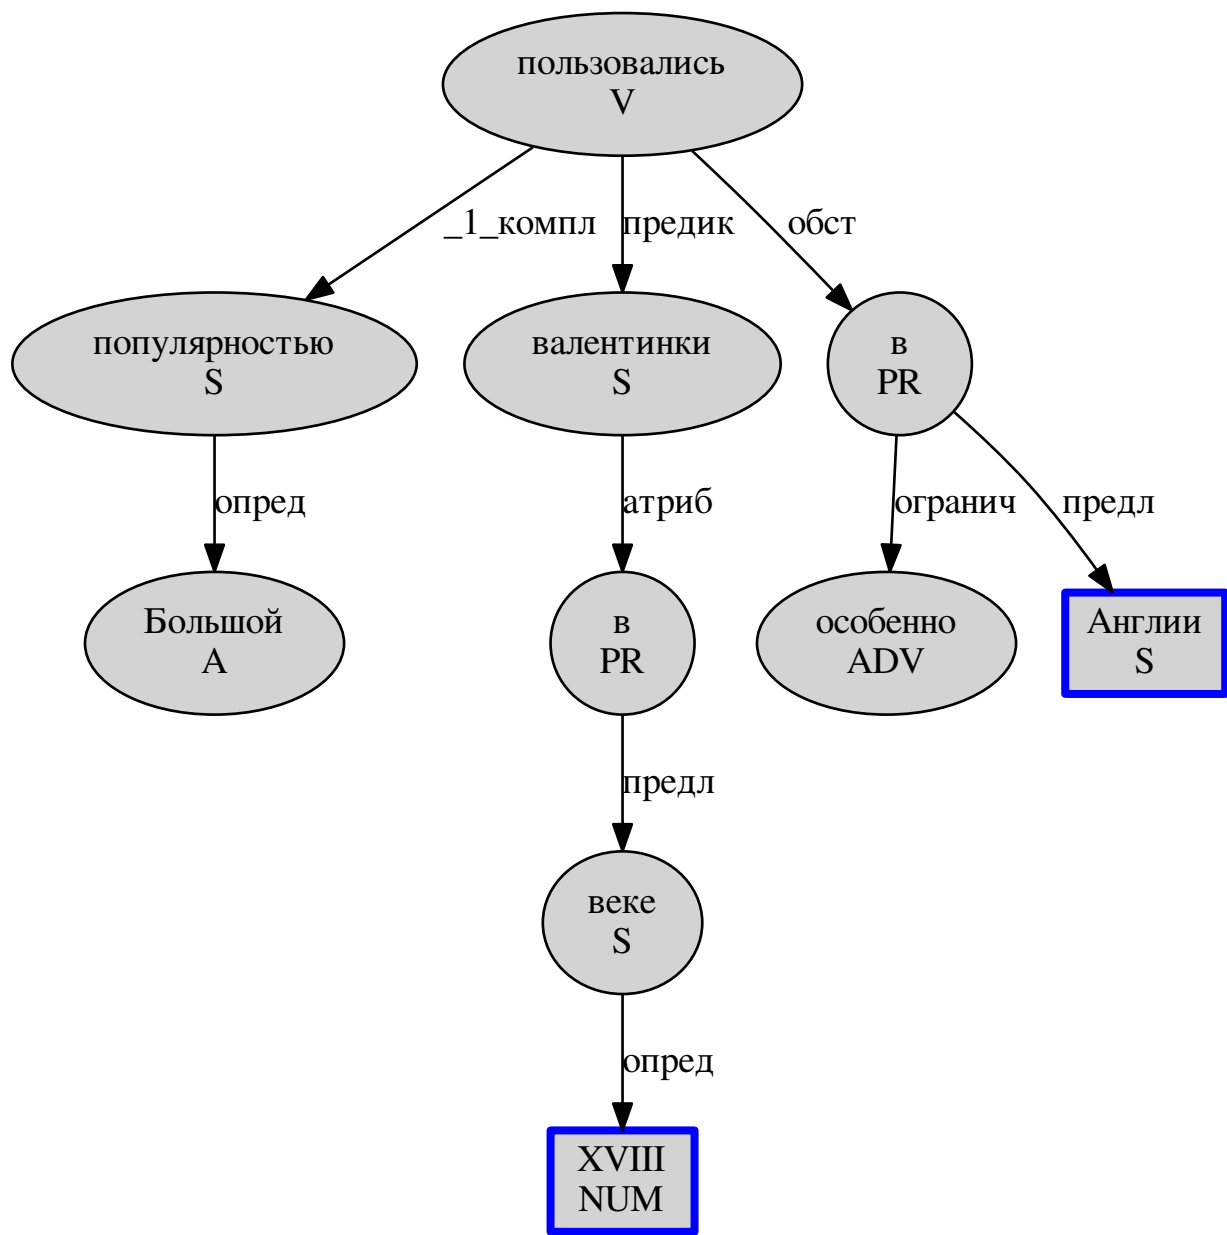 пользовались
V
_1_компл
предик
обст
популярностью
S
валентинки
S
в
PR
опред
атриб
огранич
предл
Большой
A
в
PR
особенно
ADV
Англии
S
предл
веке
S
опред
XVIII
NUM